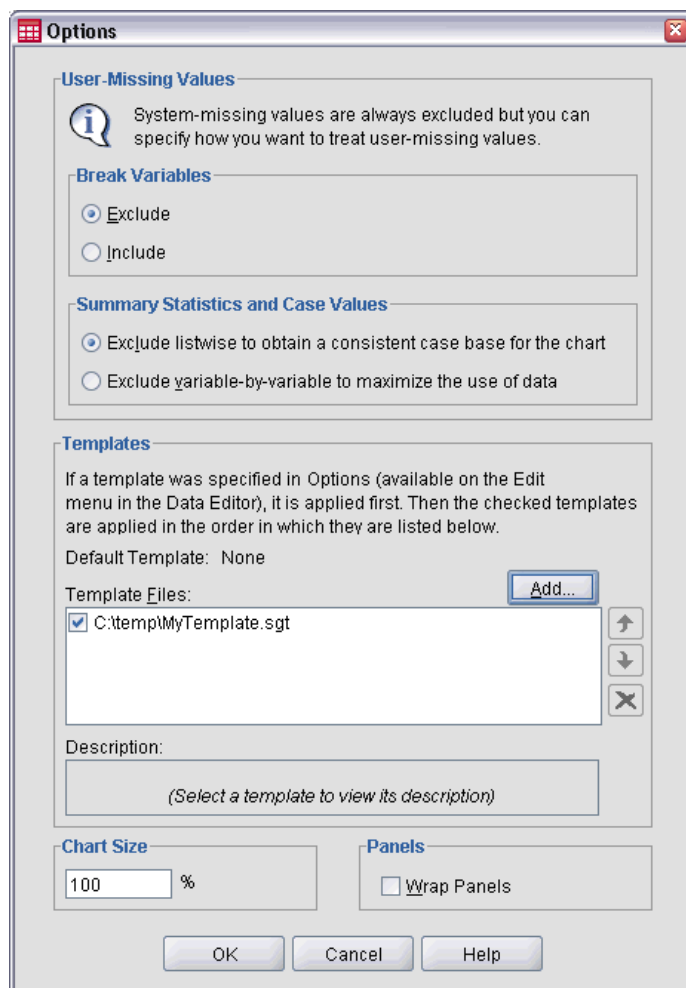 Options
User-Missing Values
System-missing values are always excluded but you can
specify how you want to treat user-missing values.
Break Variables
Exclude
Include
Summary Statistics and Case Values
Exclude listwise to obtain a consistent case base for the chart
Exclude variable-by-variable to maximize the use of data
Templates
If a template was specified in Options (available on the Edit
menu in the Data Editor), it is applied first. Then the checked templates
are applied in the order in which they are listed below.
Default Template: None
Add...
Template Files:
C:\temp\MyTemplate.sgt
Description:
(Select a template to view its description)
Chart Size
100 %
Panels
Wrap Panels
OK
Cancel
Help